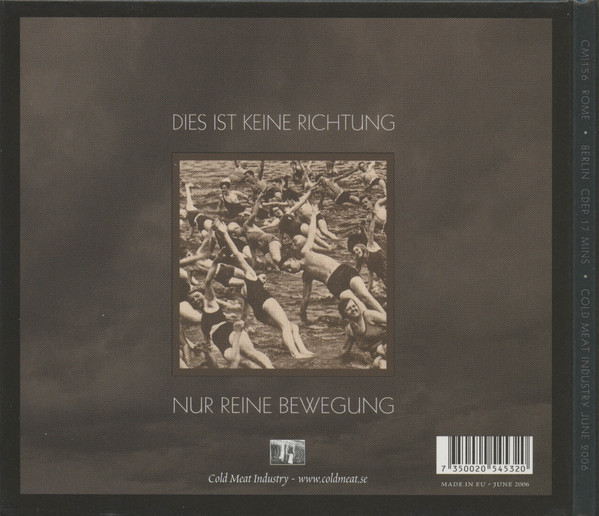 DIES IST KEINE RICHTUNG
NUR REINE BEWEGUNG
Cold Meat Industry - www.coldmeat.se
7 350020 545320
MADE IN EU • JUNE 2006
CMI156 ROME • BERLIN CDEP 17 MINS • COLD MEAT INDUSTRY JUNE 2006